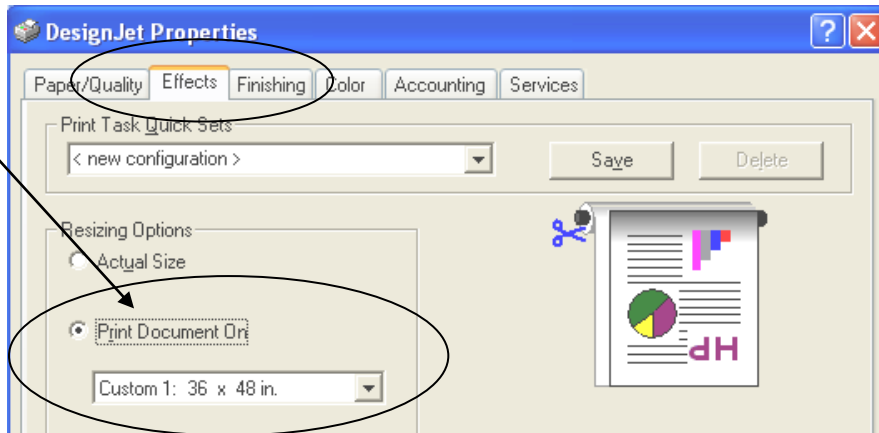 DesignJet Properties
Paper/Quality Effects Finishing Color Accounting Services
Print Task Quick Sets
< new configuration > Save Delete
Resizing Options
Actual Size
Print Document On
Custom 1: 36 x 48 in.
HP